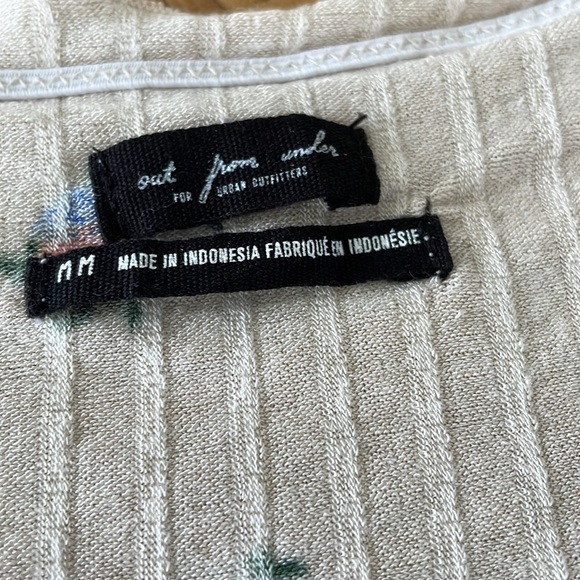 out from under
FOR URBAN OUTFITTERS
M M MADE IN INDONESIA FABRIQUÉ EN INDONÉSIE